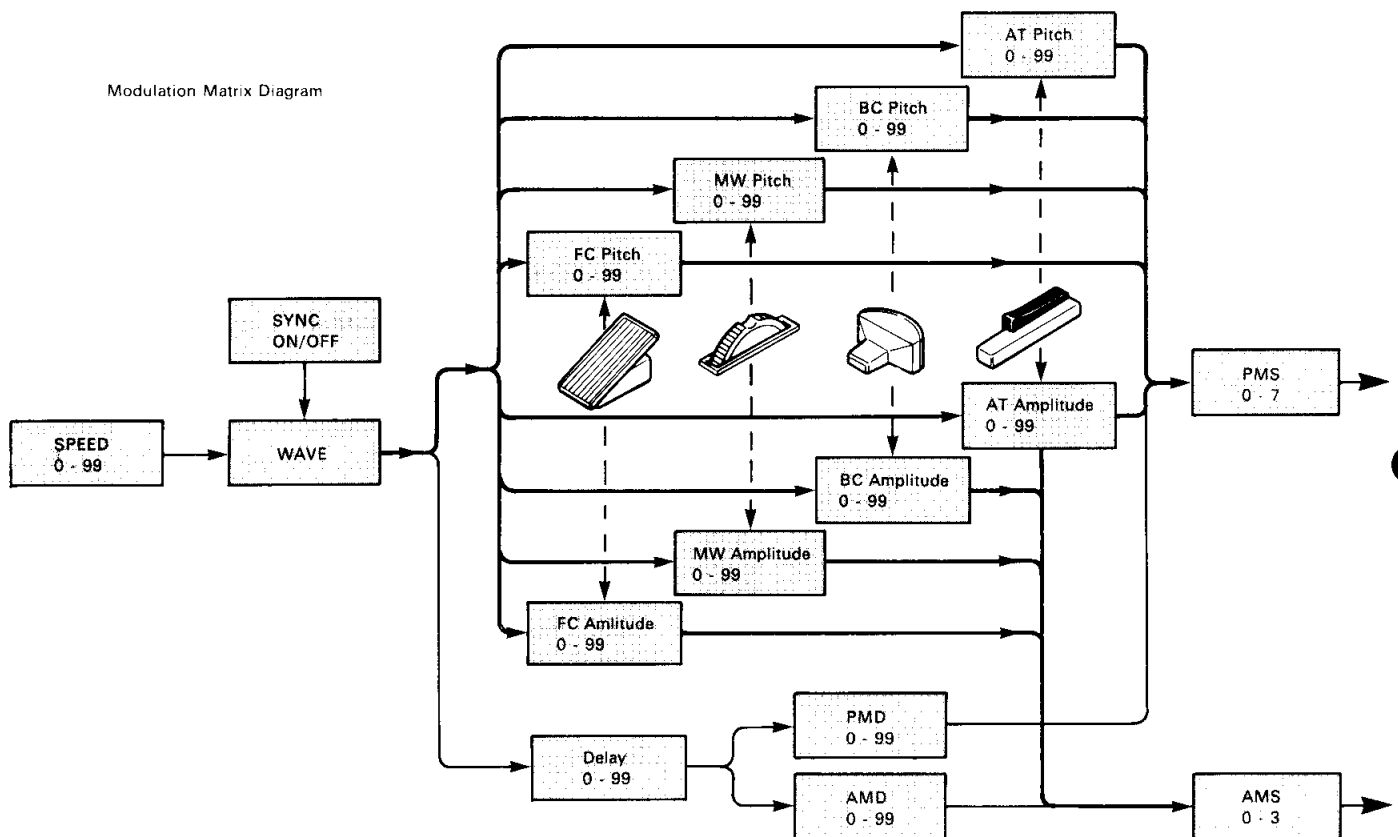 Modulation Matrix Diagram
AT Pitch
0 - 99
BC Pitch
0 - 99
MW Pitch
0 - 99
FC Pitch
0 - 99
SYNC
ON/OFF
SPEED
0 - 99
WAVE
AT Amplitude
0 - 99
PMS
0 - 7
BC Amplitude
0 - 99
MW Amplitude
0 - 99
FC Amlitude
0 - 99
PMD
0 - 99
Delay
0 - 99
AMD
0 - 99
AMS
0 - 3